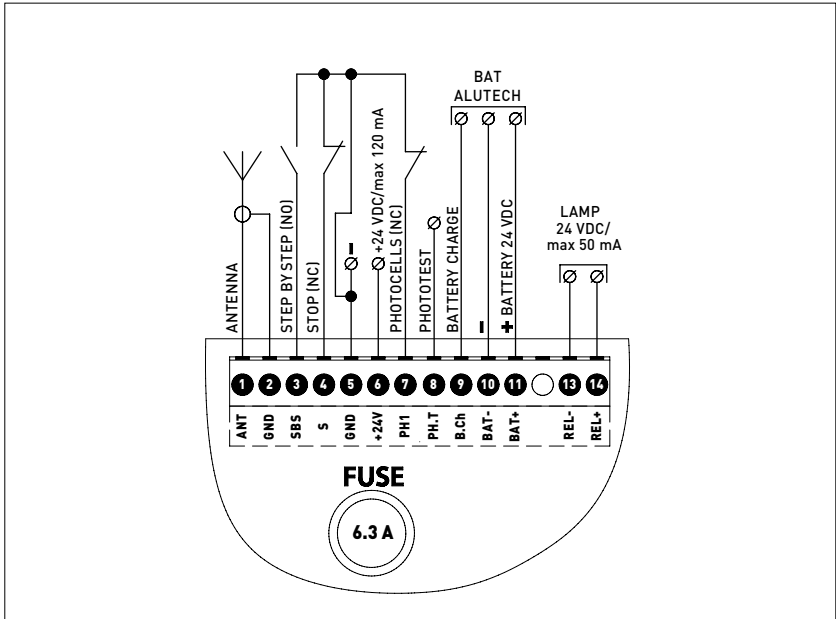 BAT
ALUTECH
LAMP
24 VDC/
max 50 mA
ANTENNA
STEP BY STEP (NO)
STOP (NC)
–
+24 VDC/max 120 mA
PHOTOCELLS (NC)
PHOTOTEST
BATTERY CHARGE
–
+ BATTERY 24 VDC
1 2 3 4 5 6 7 8 9 10 11 13 14
ANT GND SBS S GND +24V PH1 PH.T B.Ch BAT- BAT+ REL- REL+
FUSE
6.3 A